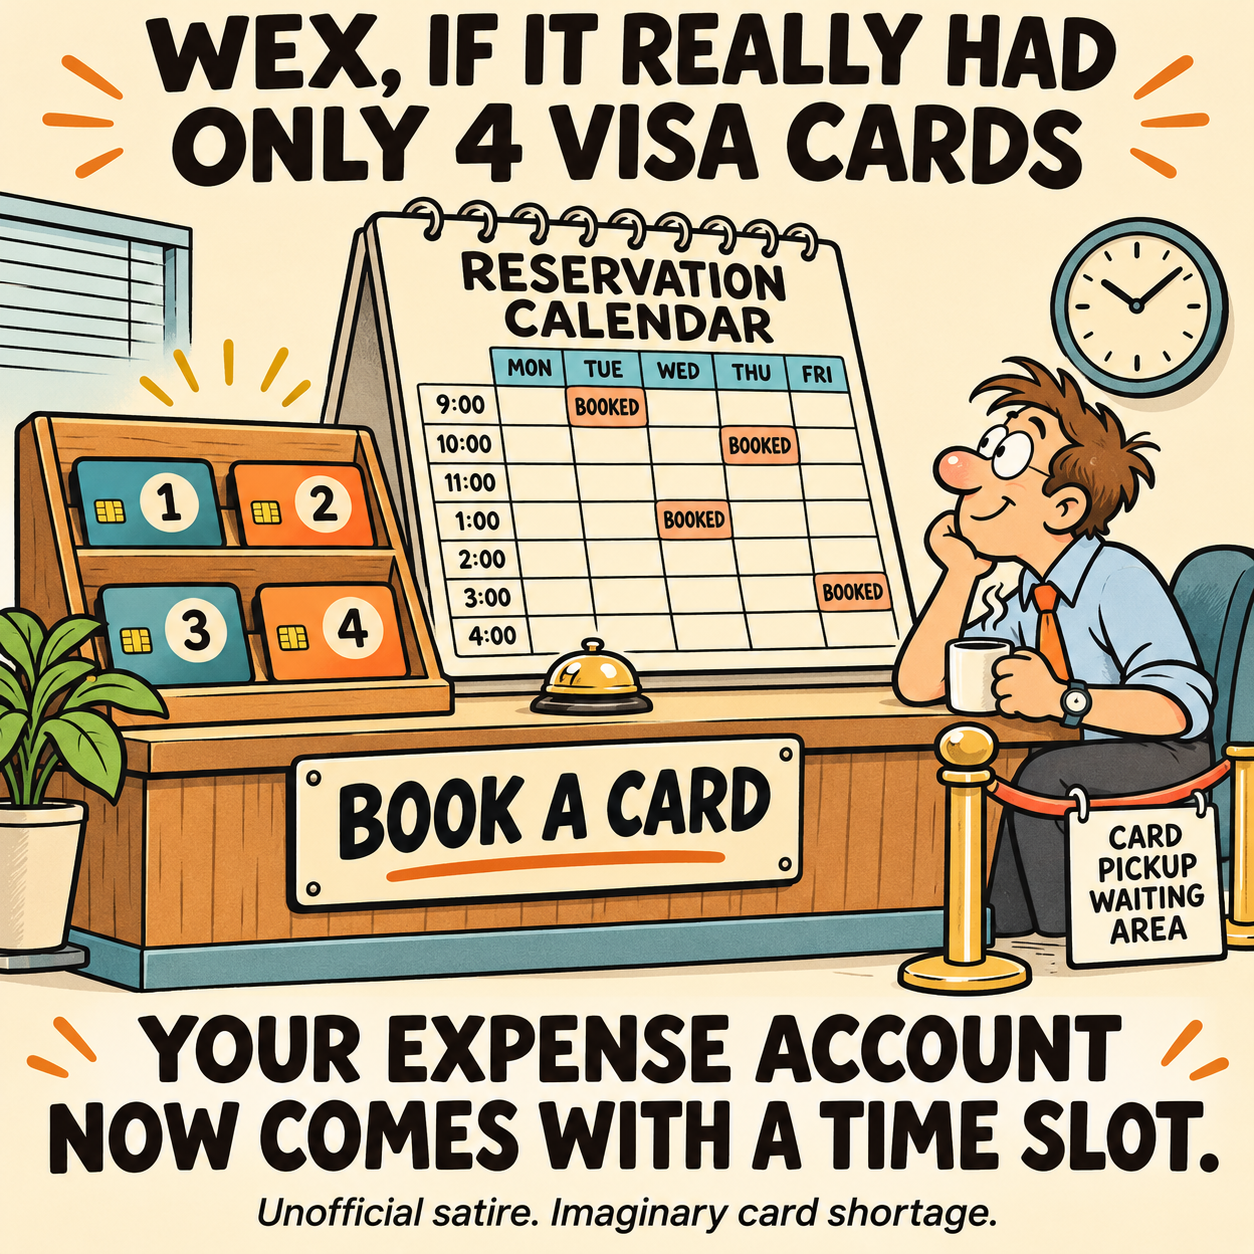 WEX, IF IT REALLY HAD
ONLY 4 VISA CARDS
RESERVATION
CALENDAR
MON TUE WED THU FRI
9:00 BOOKED
10:00 BOOKED
11:00
1:00 BOOKED
2:00
3:00 BOOKED
4:00
1 2
3 4
BOOK A CARD
CARD
PICKUP
WAITING
AREA
YOUR EXPENSE ACCOUNT
NOW COMES WITH A TIME SLOT.
Unofficial satire. Imaginary card shortage.